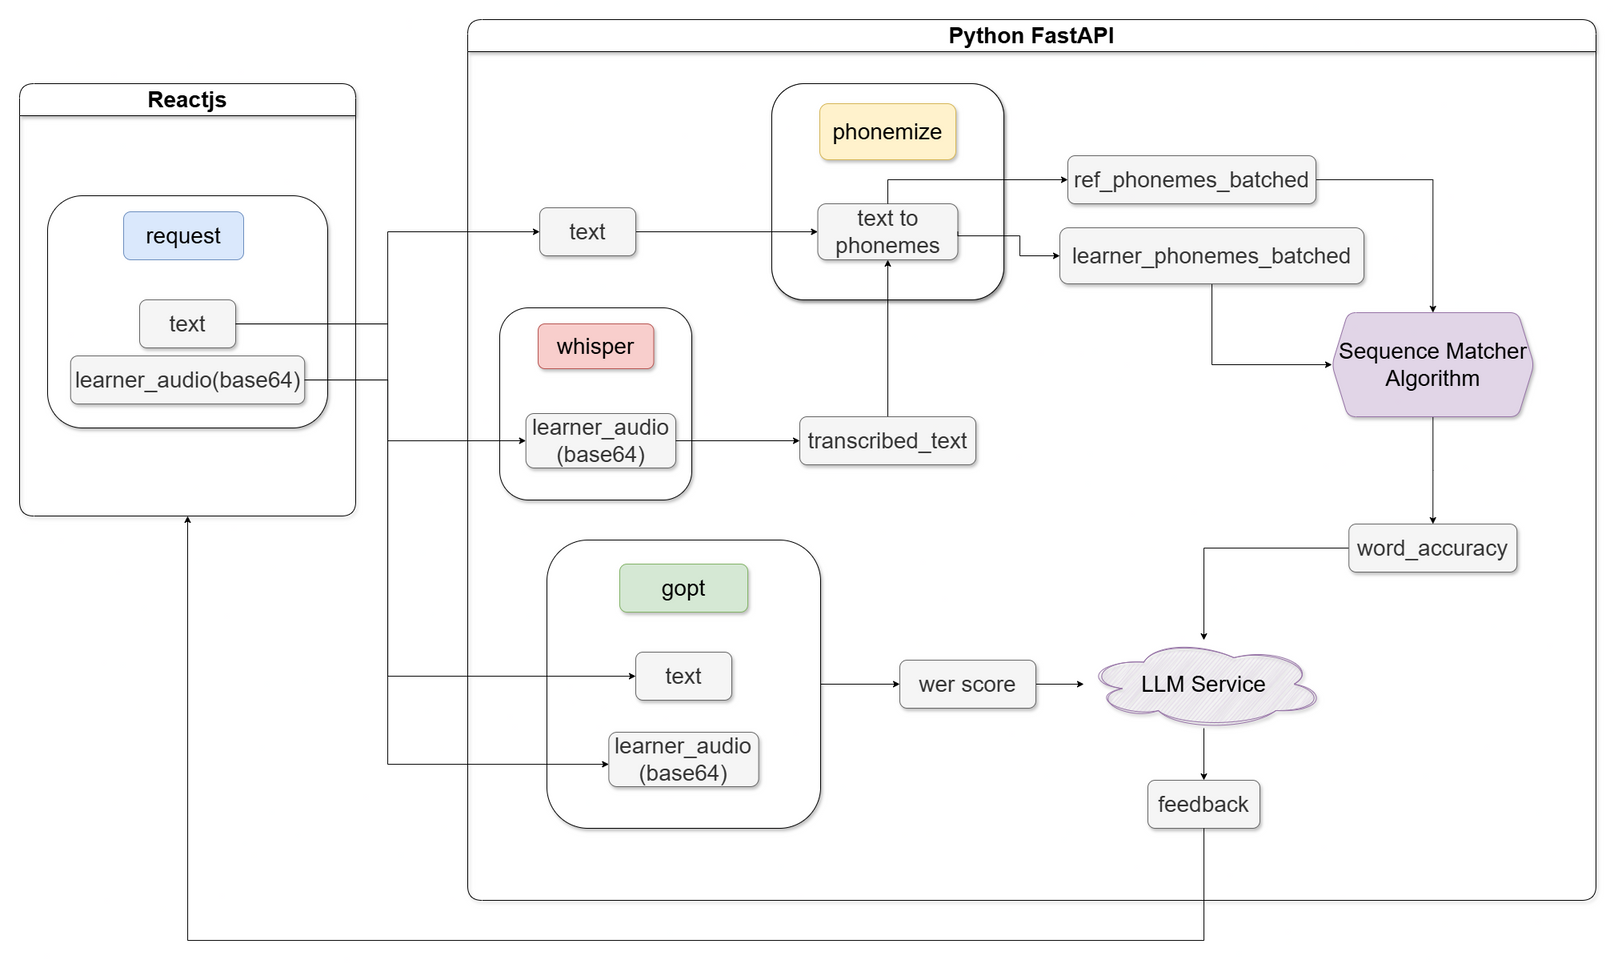 Python FastAPI
Reactjs
request
text
learner_audio(base64)
text
phonemize
text to
phonemes
ref_phonemes_batched
learner_phonemes_batched
Sequence Matcher
Algorithm
whisper
learner_audio
(base64)
transcribed_text
word_accuracy
gopt
text
learner_audio
(base64)
wer score
LLM Service
feedback